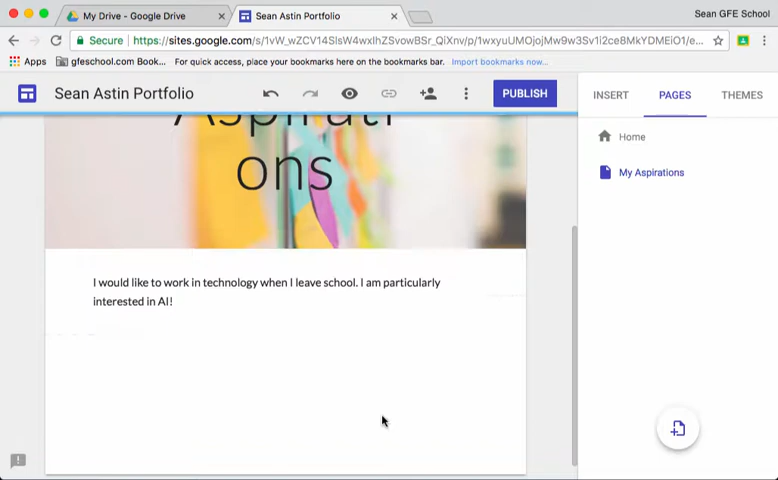 My Drive - Google Drive
Sean Astin Portfolio
Sean GFE School
Secure
https://sites.google.com/s/1vW_wZCV14SlsW4wxIhZSvowBSr_QiXnv/p/1wxyuUMOjojMw9w3Sv1i2ce8MkYDMEiO1/e...
Apps
gfeschool.com Book...
For quick access, place your bookmarks here on the bookmarks bar.
Import bookmarks now...
Sean Astin Portfolio
PUBLISH
INSERT
PAGES
THEMES
Aspirati
ons
Home
My Aspirations
I would like to work in technology when I leave school. I am particularly
interested in AI!